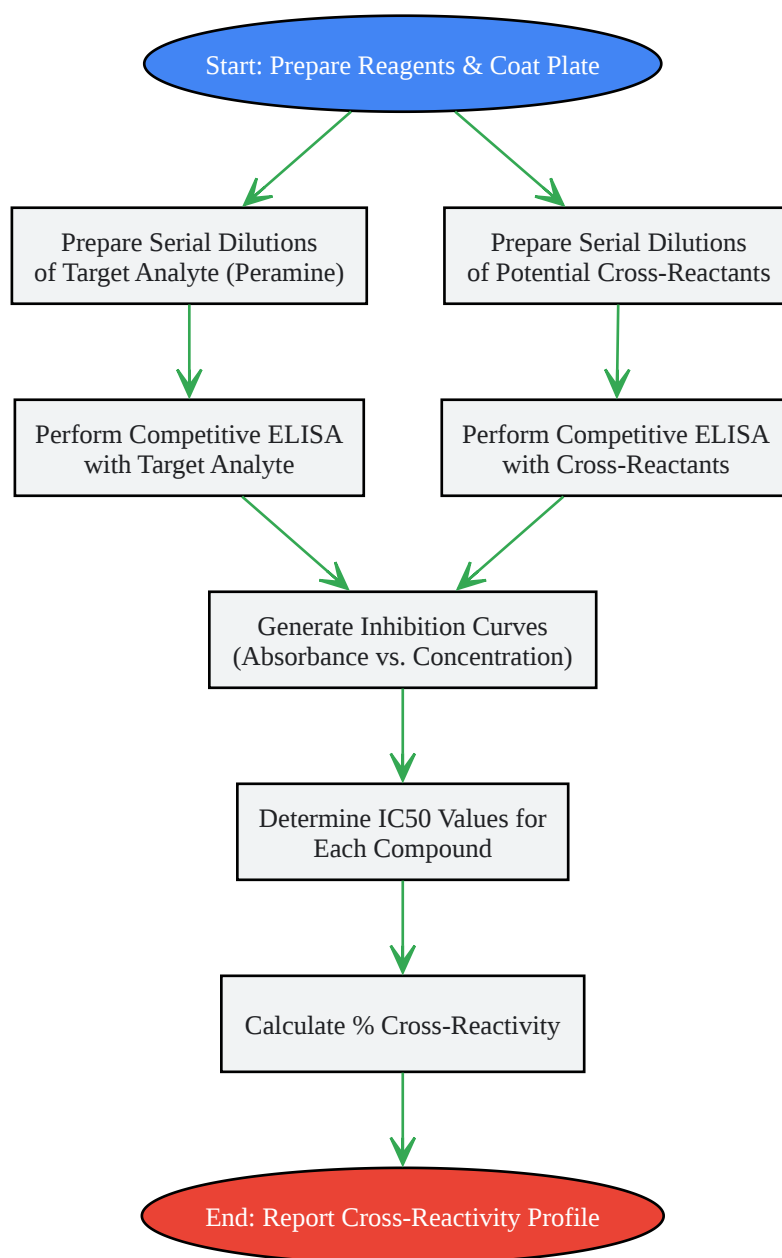 Start: Prepare Reagents & Coat Plate
Prepare Serial Dilutions
of Target Analyte (Peramine)
Prepare Serial Dilutions
of Potential Cross-Reactants
Perform Competitive ELISA
with Target Analyte
Perform Competitive ELISA
with Cross-Reactants
Generate Inhibition Curves
(Absorbance vs. Concentration)
Determine IC50 Values for
Each Compound
Calculate % Cross-Reactivity
End: Report Cross-Reactivity Profile